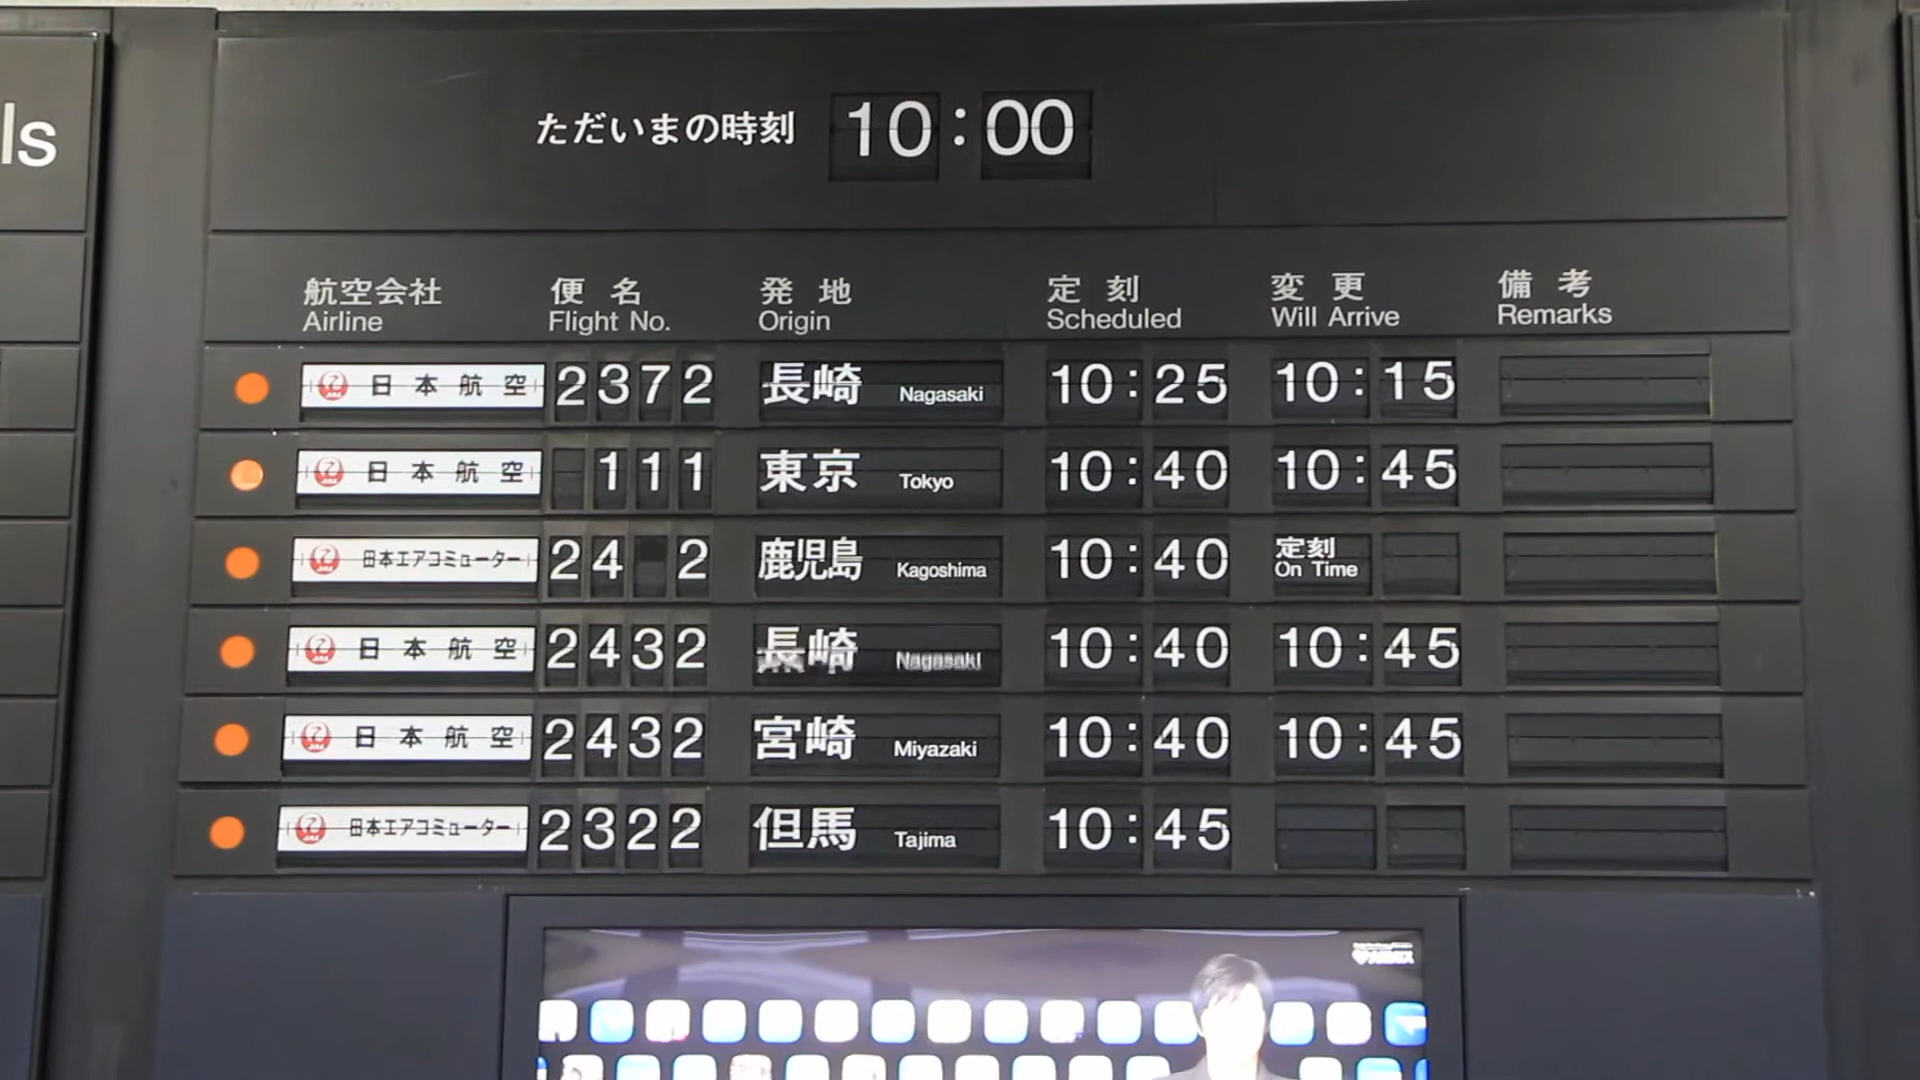 ls
ただいまの時刻 10:00
航空会社 便名 発地 定刻 変更 備考
Airline Flight No. Origin Scheduled Will Arrive Remarks
JAL 日本航空 2372 長崎 Nagasaki 10:25 10:15
JAL 日本航空 111 東京 Tokyo 10:40 10:45
JAL 日本エアコミューター 24 2 鹿児島 Kagoshima 10:40 定刻 On Time
JAL 日本航空 2432 長崎 Nagasaki 10:40 10:45
JAL 日本航空 2432 宮崎 Miyazaki 10:40 10:45
JAL 日本エアコミューター 2322 但馬 Tajima 10:45